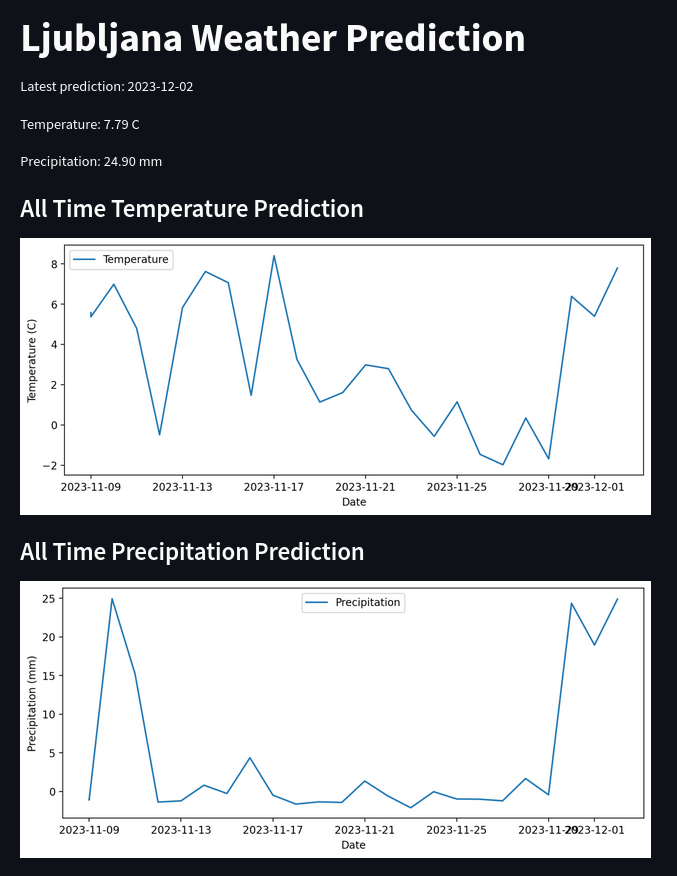 Ljubljana Weather Prediction
Latest prediction: 2023-12-02
Temperature: 7.79 C
Precipitation: 24.90 mm
All Time Temperature Prediction
Temperature
8
6
4
2
0
−2
Temperature (C)
2023-11-09 2023-11-13 2023-11-17 2023-11-21 2023-11-25 2023-11-29 2023-12-01
Date
All Time Precipitation Prediction
Precipitation
25
20
15
10
5
0
Precipitation (mm)
2023-11-09 2023-11-13 2023-11-17 2023-11-21 2023-11-25 2023-11-29 2023-12-01
Date